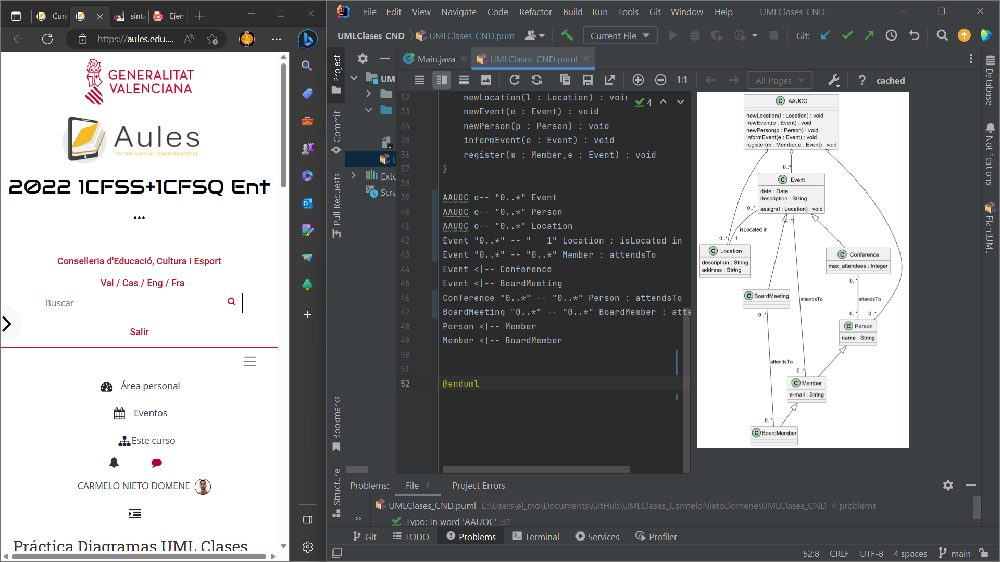 Curs
sinta
Ejem
https://aules.edu....
GENERALITAT
VALENCIANA
Aules
ENTORN VIRTUAL D'APRENENTATGE
2022 1CFSS+1CFSQ Ent
...
Conselleria d'Educació, Cultura i Esport
Val / Cas / Eng / Fra
Buscar
Salir
Área personal
Eventos
Este curso
CARMELO NIETO DOMENE
Práctica Diagramas UML Clases.
File Edit View Navigate Code Refactor Build Run Tools Git Window Help UMLClases_CND
UMLClases_CND UMLClases_CND.pum Current File Git:
Project
Commit
Pull Requests
Bookmarks
Structure
UM
Exte
Scra
Main.java UMLClases_CND.puml
1:1 All Pages ? cached
4
32 newLocation(l : Location) : void
33 newEvent(e : Event) : void
34 newPerson(p : Person) : void
35 informEvent(e : Event) : void
36 register(m : Member,e : Event) : void
37 }
38
39 AAUOC o-- "0..*" Event
40 AAUOC o-- "0..*" Person
41 AAUOC o-- "0..*" Location
42 Event "0..*" -- "   1" Location : isLocated in
43 Event "0..*" -- "0..*" Member : attendsTo
44 Event <|-- Conference
45 Event <|-- BoardMeeting
46 Conference "0..*" -- "0..*" Person : attendsTo
47 BoardMeeting "0..*" -- "0..*" BoardMember : atte
48 Person <|-- Member
49 Member <|-- BoardMember
50
51
52 @enduml
C AAUOC
newLocation(l : Location) : void
newEvent(e : Event) : void
newPerson(p : Person) : void
informEvent(e : Event) : void
register(m : Member,e : Event) : void
0..*
C Event
date : Date
description : String
assign(l : Location) : void
0..*
0..*
isLocated in
0..* 1
C Location
description : String
address : String
C Conference
max_attendees : Integer
0..*
C BoardMeeting
attendsTo
attendsTo
0..*
0..* 0..*
C Person
name : String
attendsTo
0..*
C Member
e-mail : String
0..*
C BoardMember
Database
Notifications
PlantUML
Problems: File 4 Project Errors
UMLClases_CND.puml C:\Users\el_mo\Documents\GitHub\UMLClases_CarmeloNietoDomene\UMLClases_CND 4 problems
Typo: In word 'AAUOC' :31
Git TODO Problems Terminal Services Profiler
52:8 CRLF UTF-8 4 spaces main